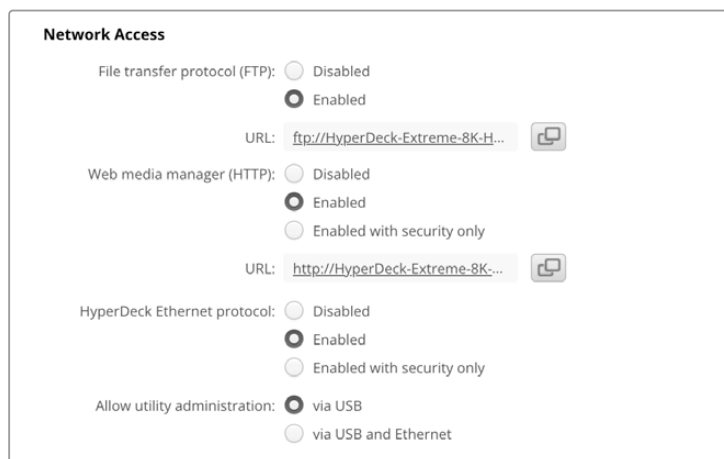 Network Access
File transfer protocol (FTP): Disabled
Enabled
URL: ftp://HyperDeck-Extreme-8K-H...
Web media manager (HTTP): Disabled
Enabled
Enabled with security only
URL: http://HyperDeck-Extreme-8K-...
HyperDeck Ethernet protocol: Disabled
Enabled
Enabled with security only
Allow utility administration: via USB
via USB and Ethernet